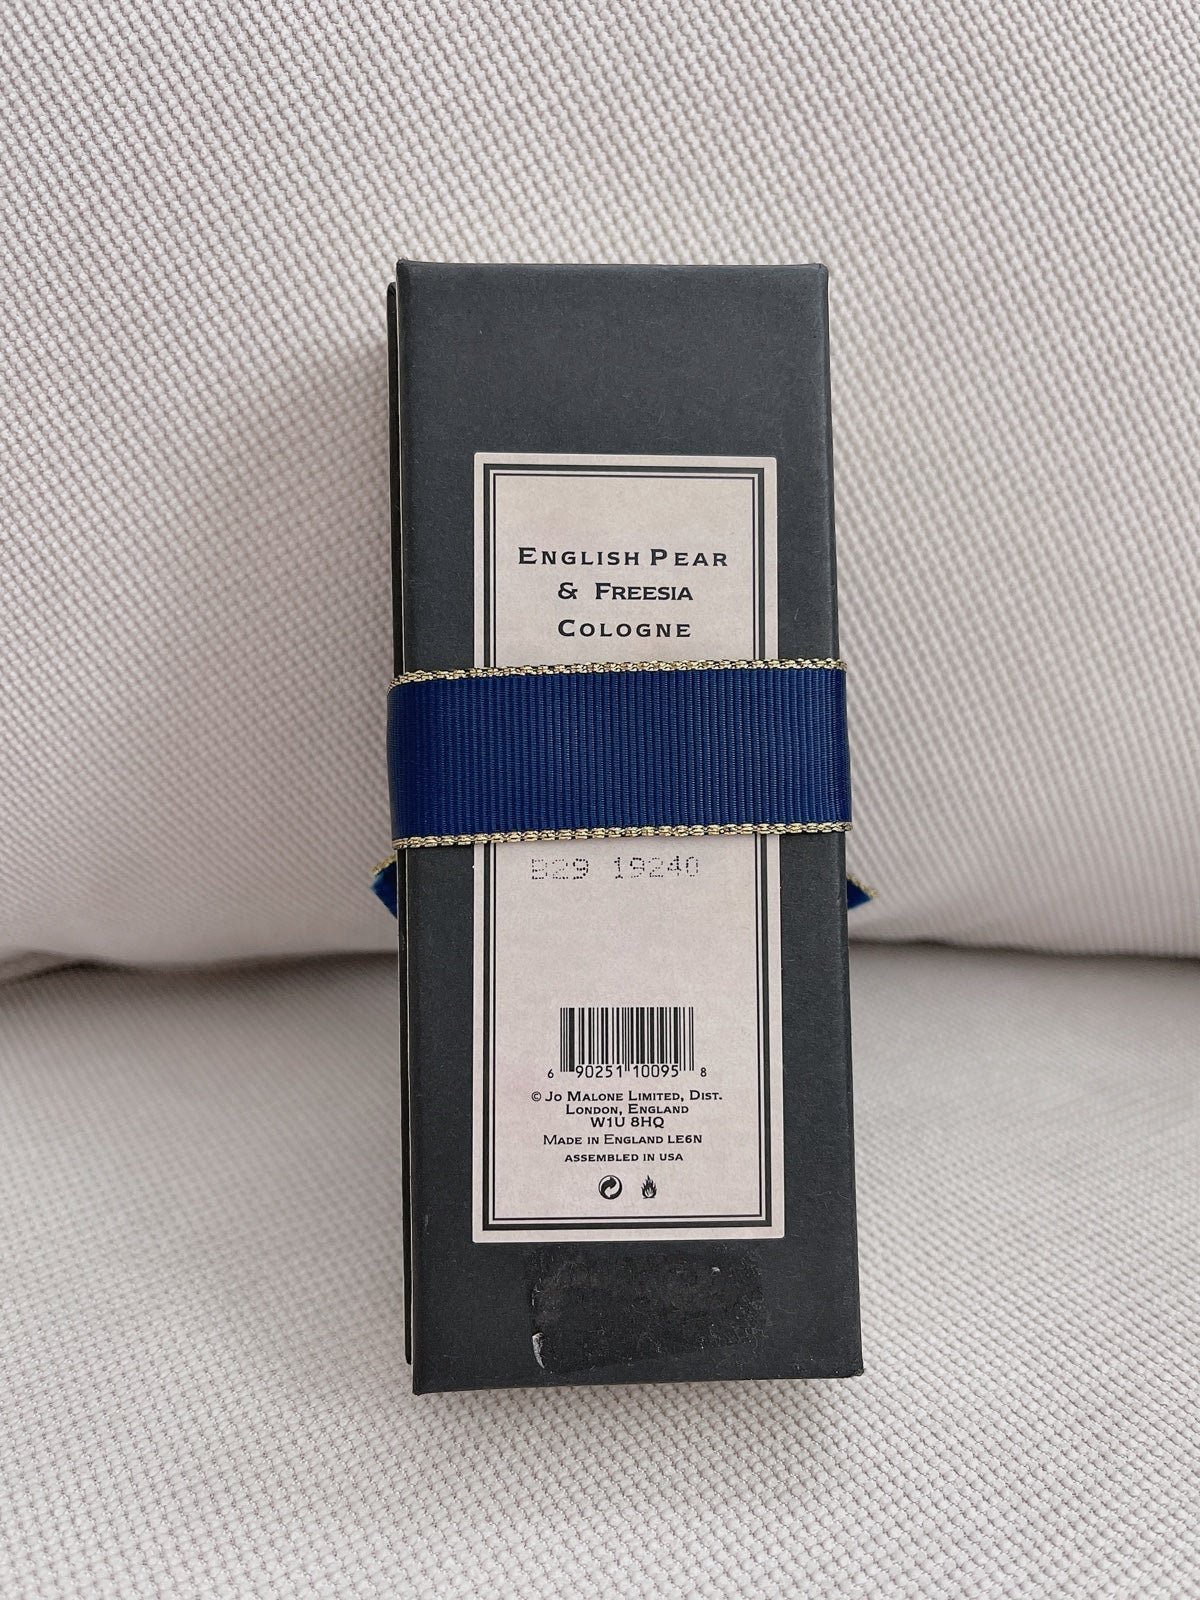 ENGLISH PEAR
& FREESIA
COLOGNE
B29 19240
6 90251 10095 8
© JO MALONE LIMITED, DIST.
LONDON, ENGLAND
W1U 8HQ
MADE IN ENGLAND LE6N
ASSEMBLED IN USA